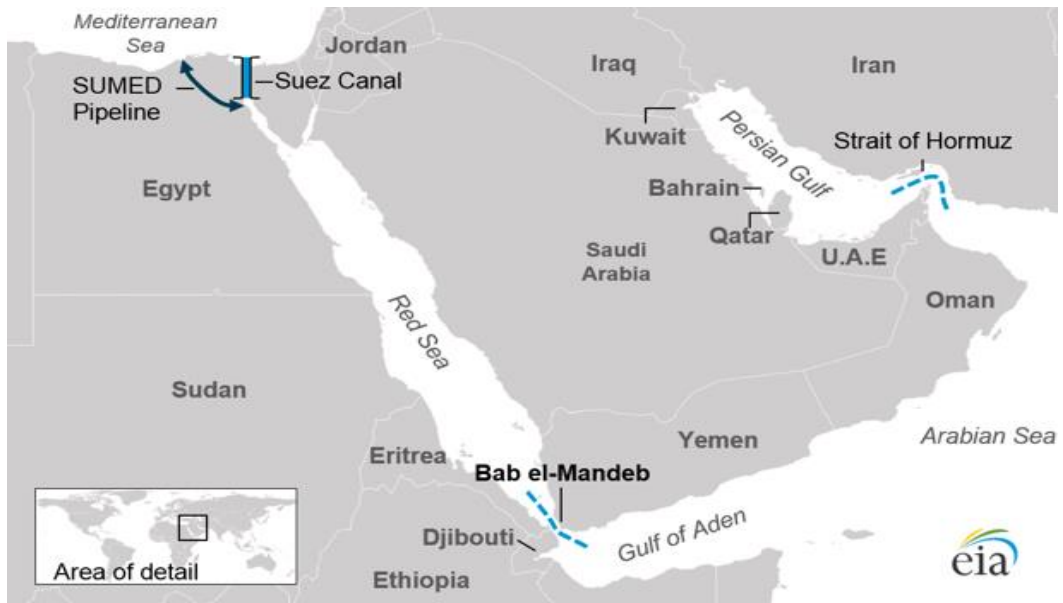 Mediterranean
Sea
Jordan
Iraq
Iran
SUMED
Pipeline
Suez Canal
Kuwait
Persian Gulf
Strait of Hormuz
Egypt
Bahrain
Qatar
Saudi
Arabia
U.A.E
Oman
Red Sea
Sudan
Eritrea
Yemen
Arabian Sea
Bab el-Mandeb
Djibouti
Gulf of Aden
Ethiopia
Area of detail
eia